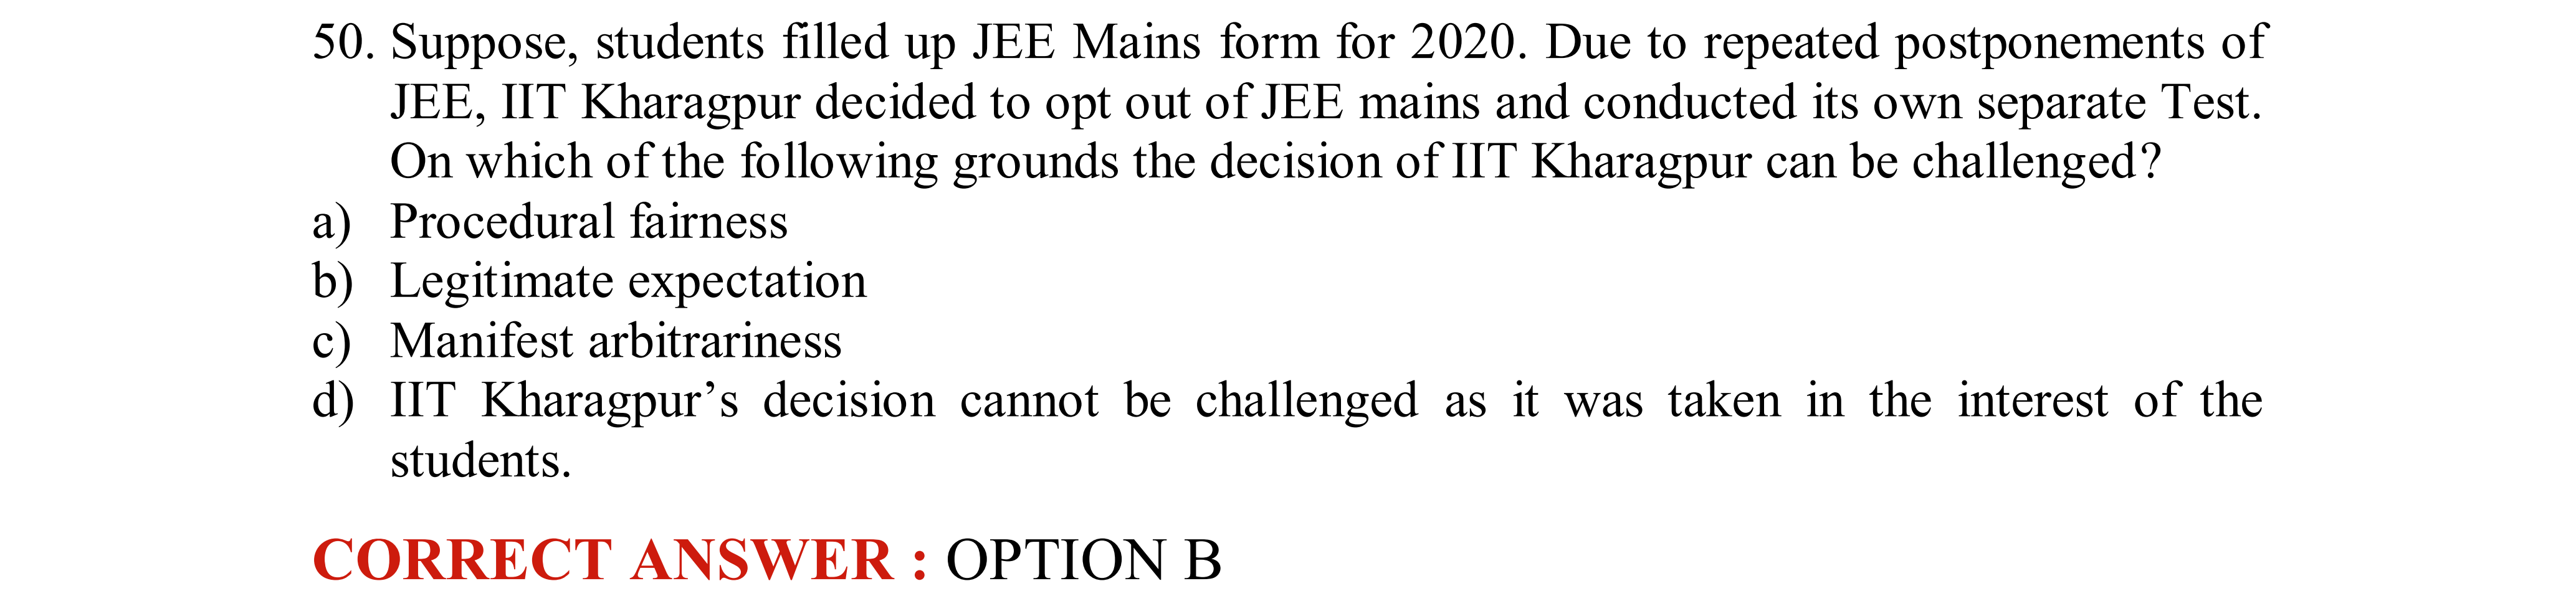 50. Suppose, students filled up JEE Mains form for 2020. Due to repeated postponements of
JEE, IIT Kharagpur decided to opt out of JEE mains and conducted its own separate Test.
On which of the following grounds the decision of IIT Kharagpur can be challenged?
a) Procedural fairness
b) Legitimate expectation
c) Manifest arbitrariness
d) IIT Kharagpur’s decision cannot be challenged as it was taken in the interest of the
students.
CORRECT ANSWER : OPTION B